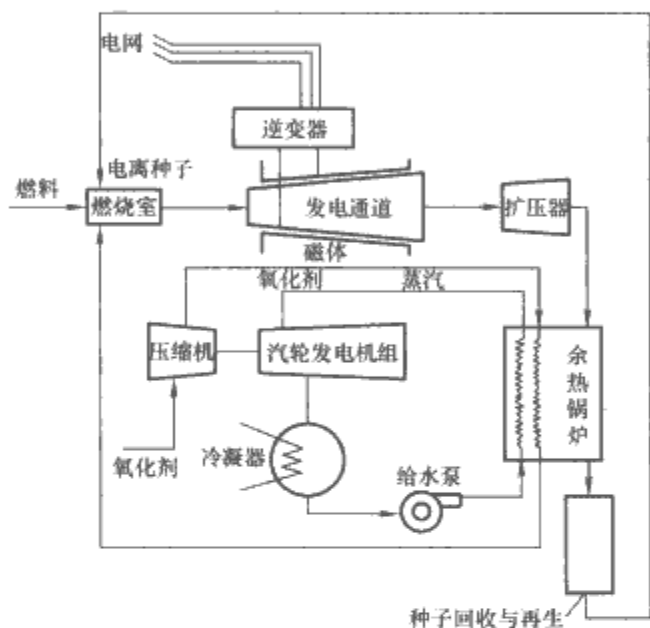 电网
逆变器
电离种子
燃料
燃烧室
发电通道
扩压器
磁体
氧化剂
蒸汽
压缩机
汽轮发电机组
余热锅炉
冷凝器
氧化剂
给水泵
种子回收与再生